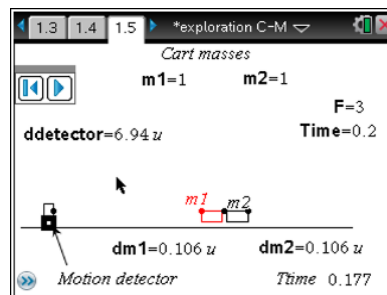 1.3 1.4 1.5 *exploration C-M
Cart masses
m1=1 m2=1
F=3
ddetector=6.94 u Time=0.2
m1 m2
dm1=0.106 u dm2=0.106 u
Motion detector Ttime 0.177